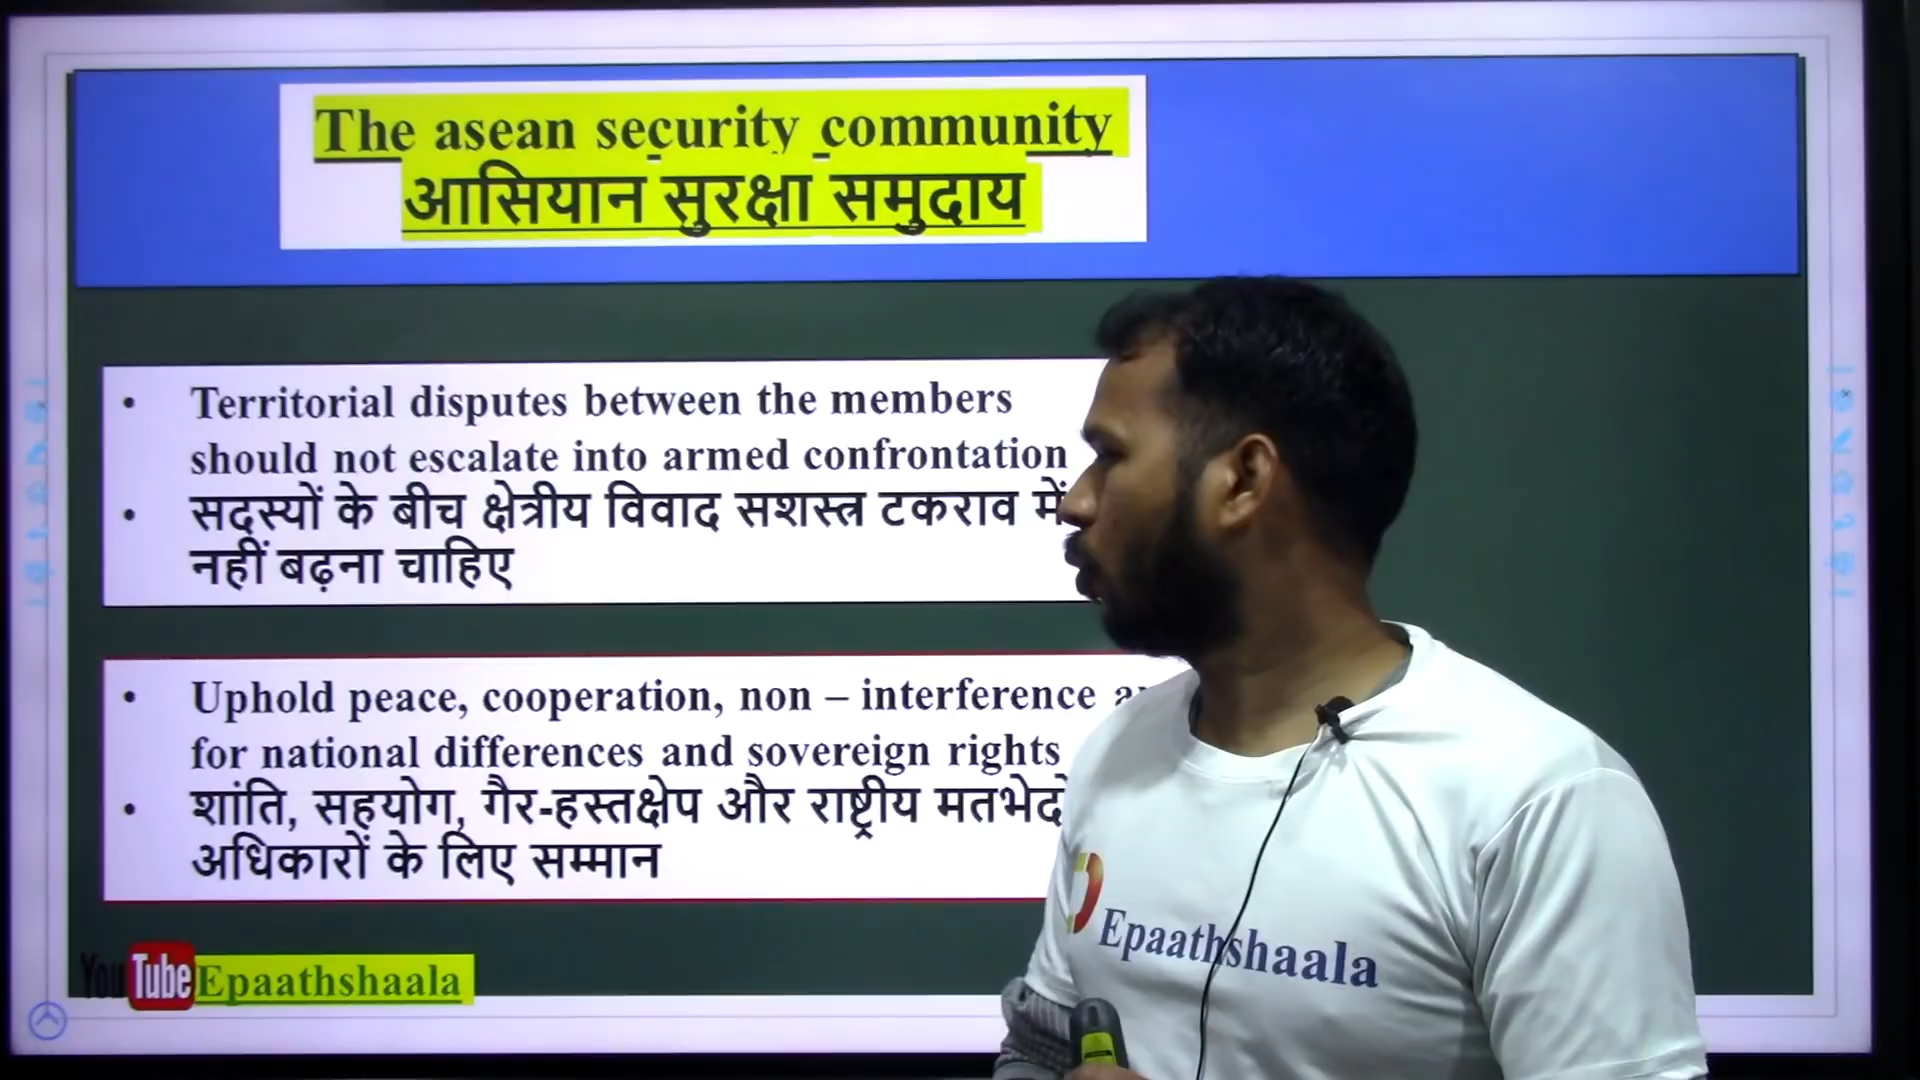 The asean security community
आसियान सुरक्षा समुदाय
• Territorial disputes between the members
should not escalate into armed confrontation
• सदस्यों के बीच क्षेत्रीय विवाद सशस्त्र टकराव में
नहीं बढ़ना चाहिए
• Uphold peace, cooperation, non – interference
for national differences and sovereign rights
• शांति, सहयोग, गैर-हस्तक्षेप और राष्ट्रीय
अधिकारों के लिए सम्मान
YouTube Epaathshaala
Epaathshaala